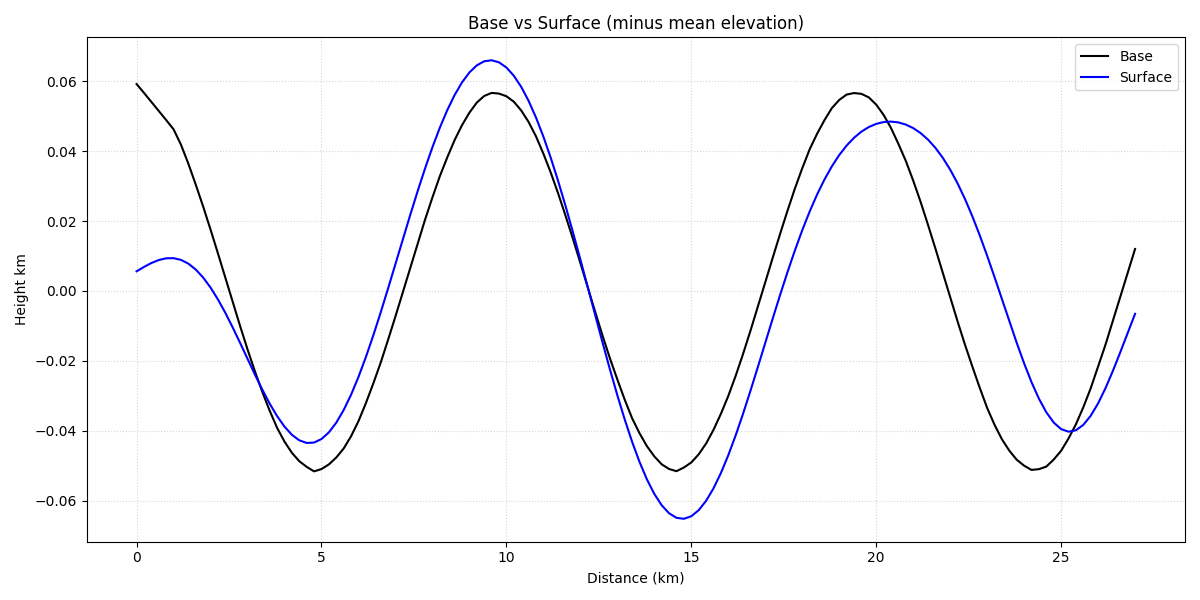 Base vs Surface (minus mean elevation)
Base
Surface
0.06
0.04
0.02
0.00
−0.02
−0.04
−0.06
Height km
0 5 10 15 20 25
Distance (km)